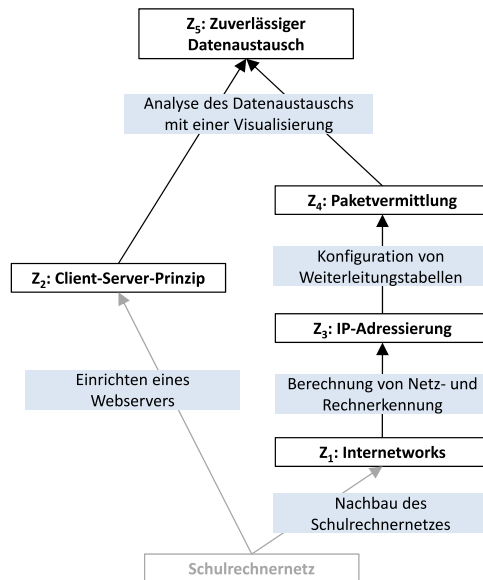 Z₅: Zuverlässiger
Datenaustausch
Analyse des Datenaustauschs
mit einer Visualisierung
Z₄: Paketvermittlung
Konfiguration von
Weiterleitungstabellen
Z₂: Client-Server-Prinzip
Z₃: IP-Adressierung
Einrichten eines
Webservers
Berechnung von Netz- und
Rechnerkennung
Z₁: Internetworks
Nachbau des
Schulrechnernetzes
Schulrechnernetz